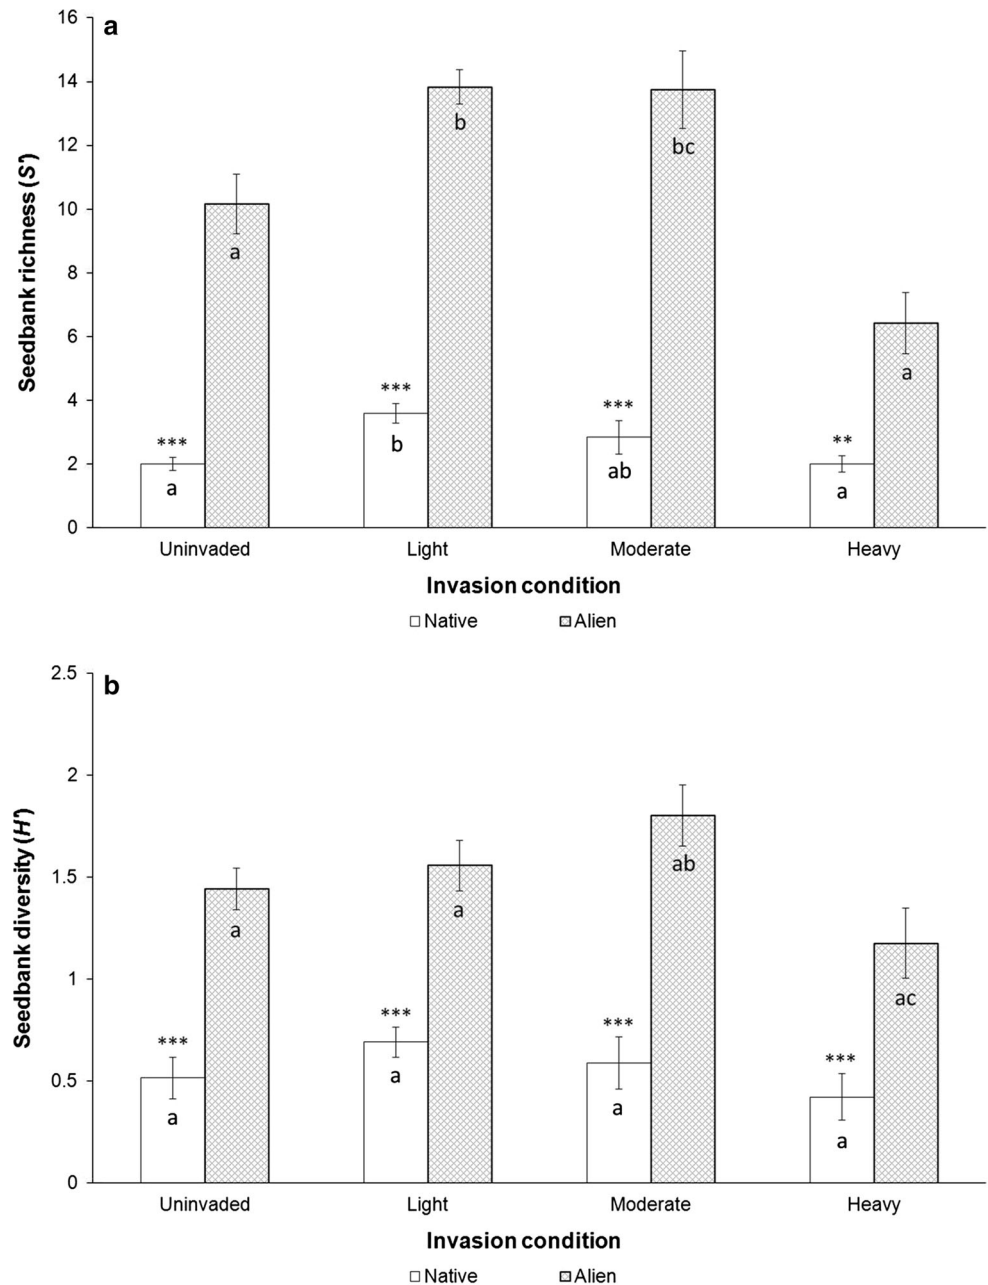 a
16
14
12
10
8
6
4
2
0
Seedbank richness (S')
***
a
a
***
b
b
***
ab
bc
**
a
a
Uninvaded Light Moderate Heavy
Invasion condition
Native Alien
b
2.5
2
1.5
1
0.5
0
Seedbank diversity (H')
***
a
a
***
a
a
***
a
ab
***
a
ac
Uninvaded Light Moderate Heavy
Invasion condition
Native Alien